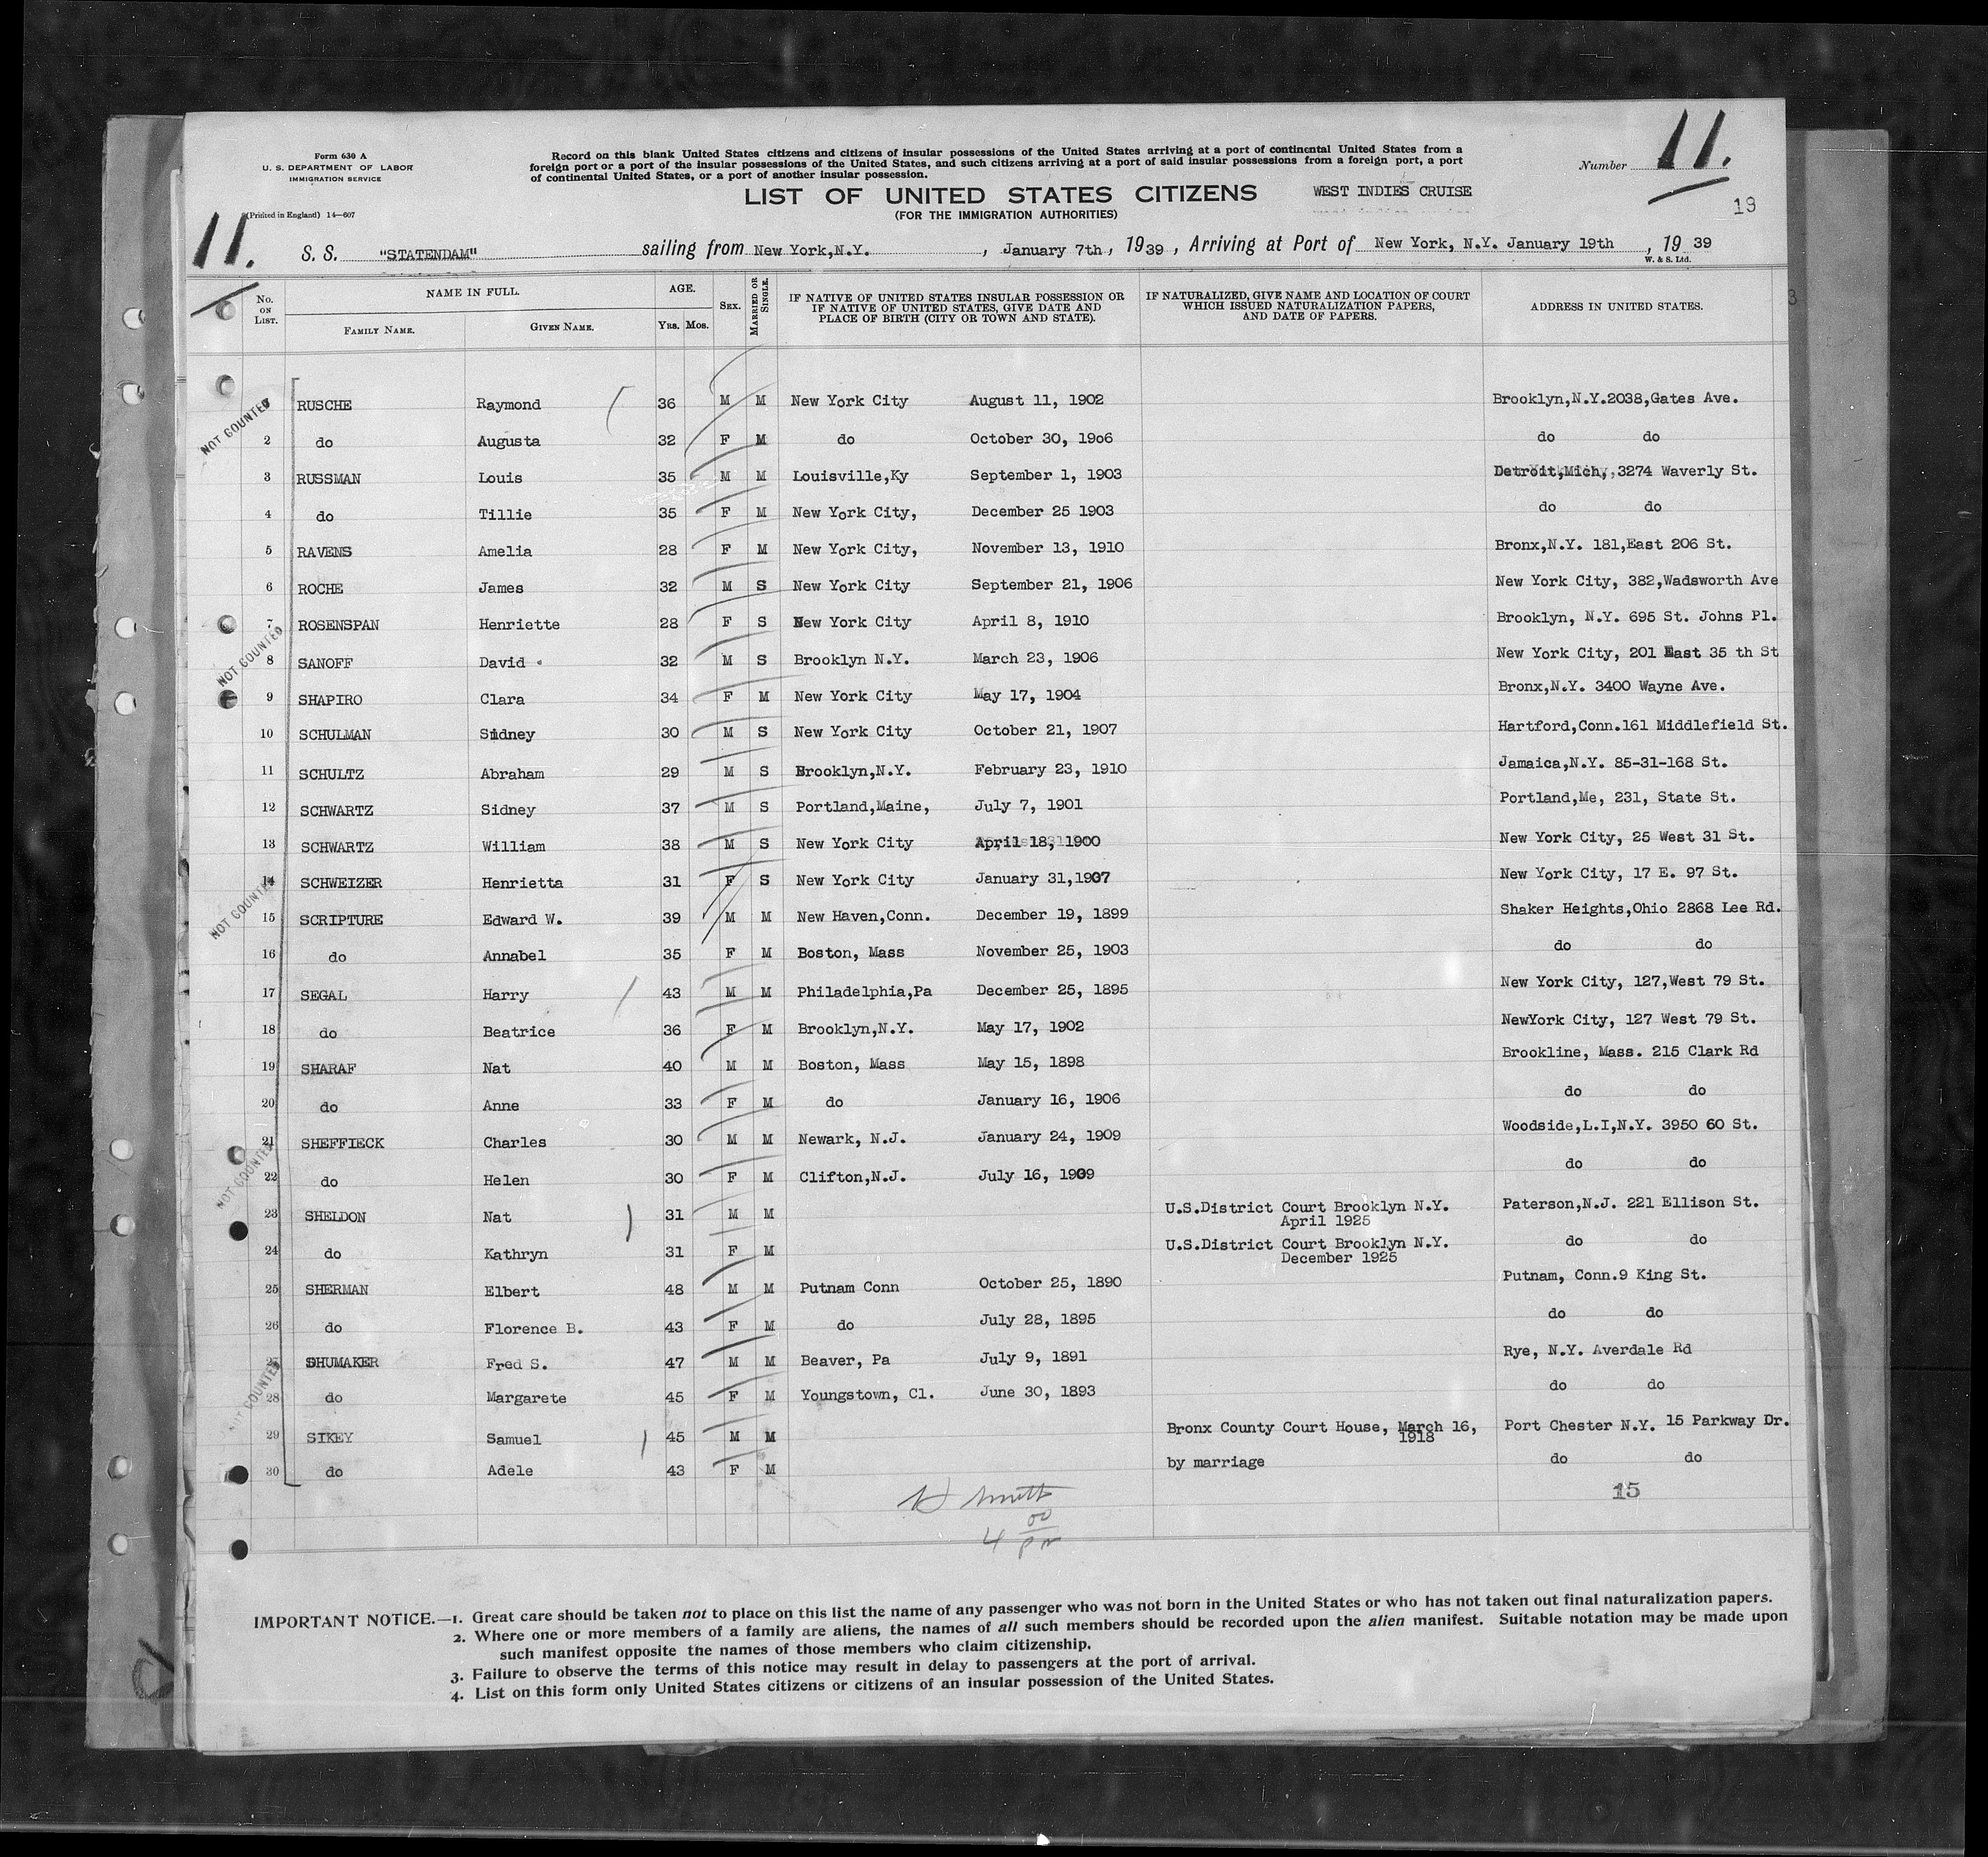 Form 630 A
U. S. DEPARTMENT OF LABOR
IMMIGRATION SERVICE
(Printed in England) 14—607
Record on this blank United States citizens and citizens of insular possessions of the United States arriving at a port of continental United States from a
foreign port or a port of the insular possessions of the United States, and such citizens arriving at a port of said insular possessions from a foreign port, a port
of continental United States, or a port of another insular possession.
Number 11.
LIST OF UNITED STATES CITIZENS WEST INDIES CRUISE
(FOR THE IMMIGRATION AUTHORITIES)
13
11. S. S. "STATENDAM" sailing from New York,N.Y. , January 7th, 1939, Arriving at Port of New York, N.Y. January 19th , 19 39
W. & S. Ltd.
No. ON LIST. NAME IN FULL. FAMILY NAME. GIVEN NAME. AGE. Yrs. Mos. SEX. MARRIED OR SINGLE. IF NATIVE OF UNITED STATES INSULAR POSSESSION OR IF NATIVE OF UNITED STATES, GIVE DATE AND PLACE OF BIRTH (CITY OR TOWN AND STATE). IF NATURALIZED, GIVE NAME AND LOCATION OF COURT WHICH ISSUED NATURALIZATION PAPERS, AND DATE OF PAPERS. ADDRESS IN UNITED STATES.
NOT COUNTED
RUSCHE Raymond 36 M M New York City August 11, 1902 Brooklyn,N.Y.2038,Gates Ave.
2 do Augusta 32 F M do October 30, 19o6 do do
3 RUSSMAN Louis 35 M M Louisville,Ky September 1, 1903 Detroit,Mich, 3274 Waverly St.
4 do Tillie 35 F M New York City, December 25 1903 do do
5 RAVENS Amelia 28 F M New York City, November 13, 1910 Bronx,N.Y. 181,East 206 St.
6 ROCHE James 32 M S New York City September 21, 1906 New York City, 382,Wadsworth Ave
7 ROSENSPAN Henriette 28 F S New York City April 8, 1910 Brooklyn, N.Y. 695 St. Johns Pl.
NOT COUNTED
8 SANOFF David 32 M S Brooklyn N.Y. March 23, 1906 New York City, 201 East 35 th St
9 SHAPIRO Clara 34 F M New York City May 17, 1904 Bronx,N.Y. 3400 Wayne Ave.
10 SCHULMAN Sidney 30 M S New York City October 21, 1907 Hartford,Conn.161 Middlefield St.
11 SCHULTZ Abraham 29 M S Brooklyn,N.Y. February 23, 1910 Jamaica,N.Y. 85-31-168 St.
12 SCHWARTZ Sidney 37 M S Portland,Maine, July 7, 1901 Portland,Me, 231, State St.
13 SCHWARTZ William 38 M S New York City April 18, 1900 New York City, 25 West 31 St.
14 SCHWEIZER Henrietta 31 F S New York City January 31,1907 New York City, 17 E. 97 St.
NOT COUNTED
15 SCRIPTURE Edward W. 39 M M New Haven,Conn. December 19, 1899 Shaker Heights,Ohio 2868 Lee Rd.
16 do Annabel 35 F M Boston, Mass November 25, 1903 do do
17 SEGAL Harry 43 M M Philadelphia,Pa December 25, 1895 New York City, 127,West 79 St.
18 do Beatrice 36 F M Brooklyn,N.Y. May 17, 1902 NewYork City, 127 West 79 St.
19 SHARAF Nat 40 M M Boston, Mass May 15, 1898 Brookline, Mass. 215 Clark Rd
20 do Anne 33 F M do January 16, 1906 do do
21 SHEFFIECK Charles 30 M M Newark, N.J. January 24, 1909 Woodside,L.I,N.Y. 3950 60 St.
NOT COUNTED
22 do Helen 30 F M Clifton,N.J. July 16, 1909 do do
23 SHELDON Nat 31 M M U.S.District Court Brooklyn N.Y. Paterson,N.J. 221 Ellison St.
April 1925
24 do Kathryn 31 F M U.S.District Court Brooklyn N.Y. do do
December 1925
25 SHERMAN Elbert 48 M M Putnam Conn October 25, 1890 Putnam, Conn.9 King St.
26 do Florence B. 43 F M do July 28, 1895 do do
27 SHUMAKER Fred S. 47 M M Beaver, Pa July 9, 1891 Rye, N.Y. Averdale Rd
NOT COUNTED
28 do Margarete 45 F M Youngstown, Cl. June 30, 1893 do do
29 SIKEY Samuel 45 M M Bronx County Court House, March 16, Port Chester N.Y. 15 Parkway Dr.
1918
30 do Adele 43 F M by marriage do do
15
4 00 pm
IMPORTANT NOTICE.—1. Great care should be taken not to place on this list the name of any passenger who was not born in the United States or who has not taken out final naturalization papers.
2. Where one or more members of a family are aliens, the names of all such members should be recorded upon the alien manifest. Suitable notation may be made upon
such manifest opposite the names of those members who claim citizenship.
3. Failure to observe the terms of this notice may result in delay to passengers at the port of arrival.
4. List on this form only United States citizens or citizens of an insular possession of the United States.